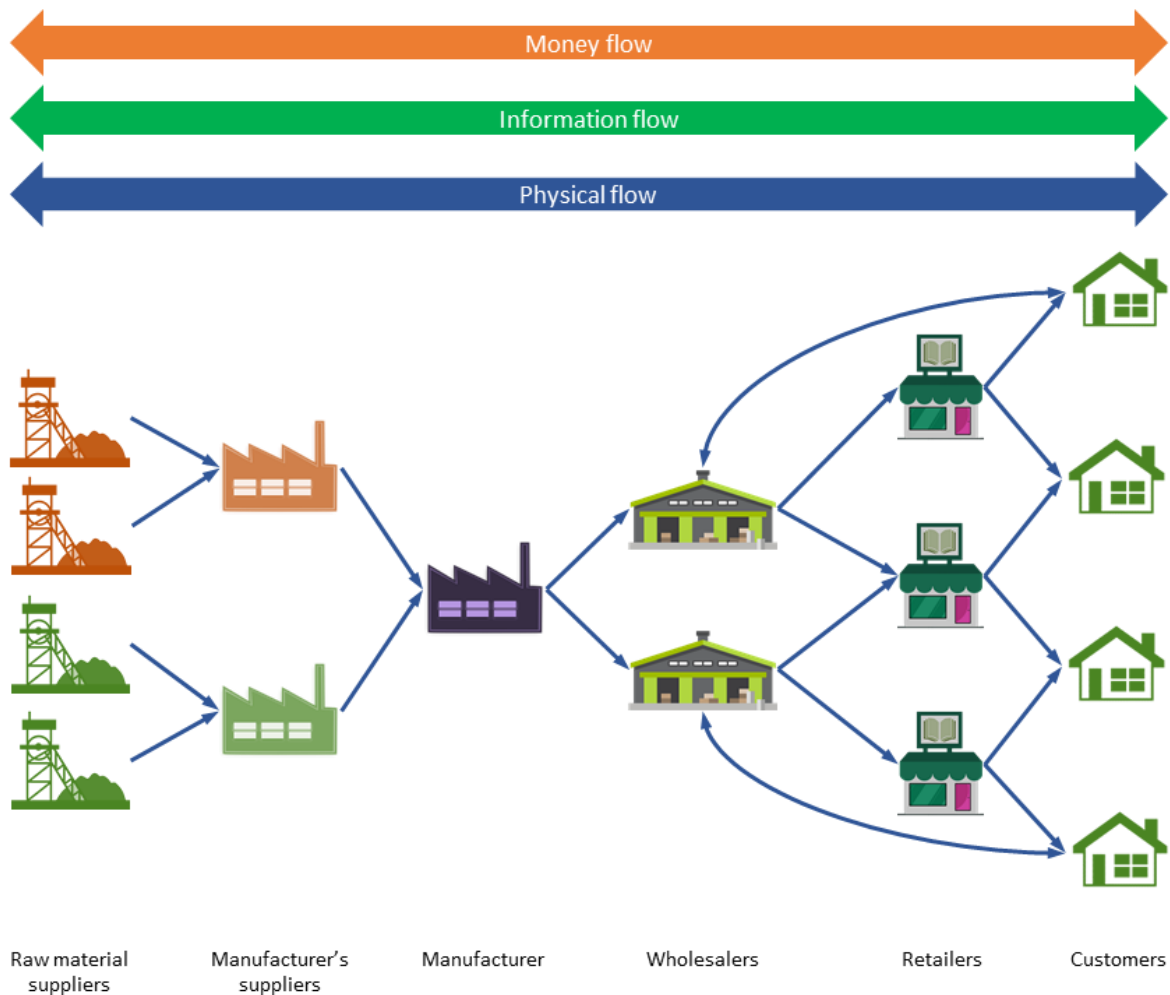 Money flow
Information flow
Physical flow
Raw material
suppliers
Manufacturer’s
suppliers
Manufacturer
Wholesalers
Retailers
Customers